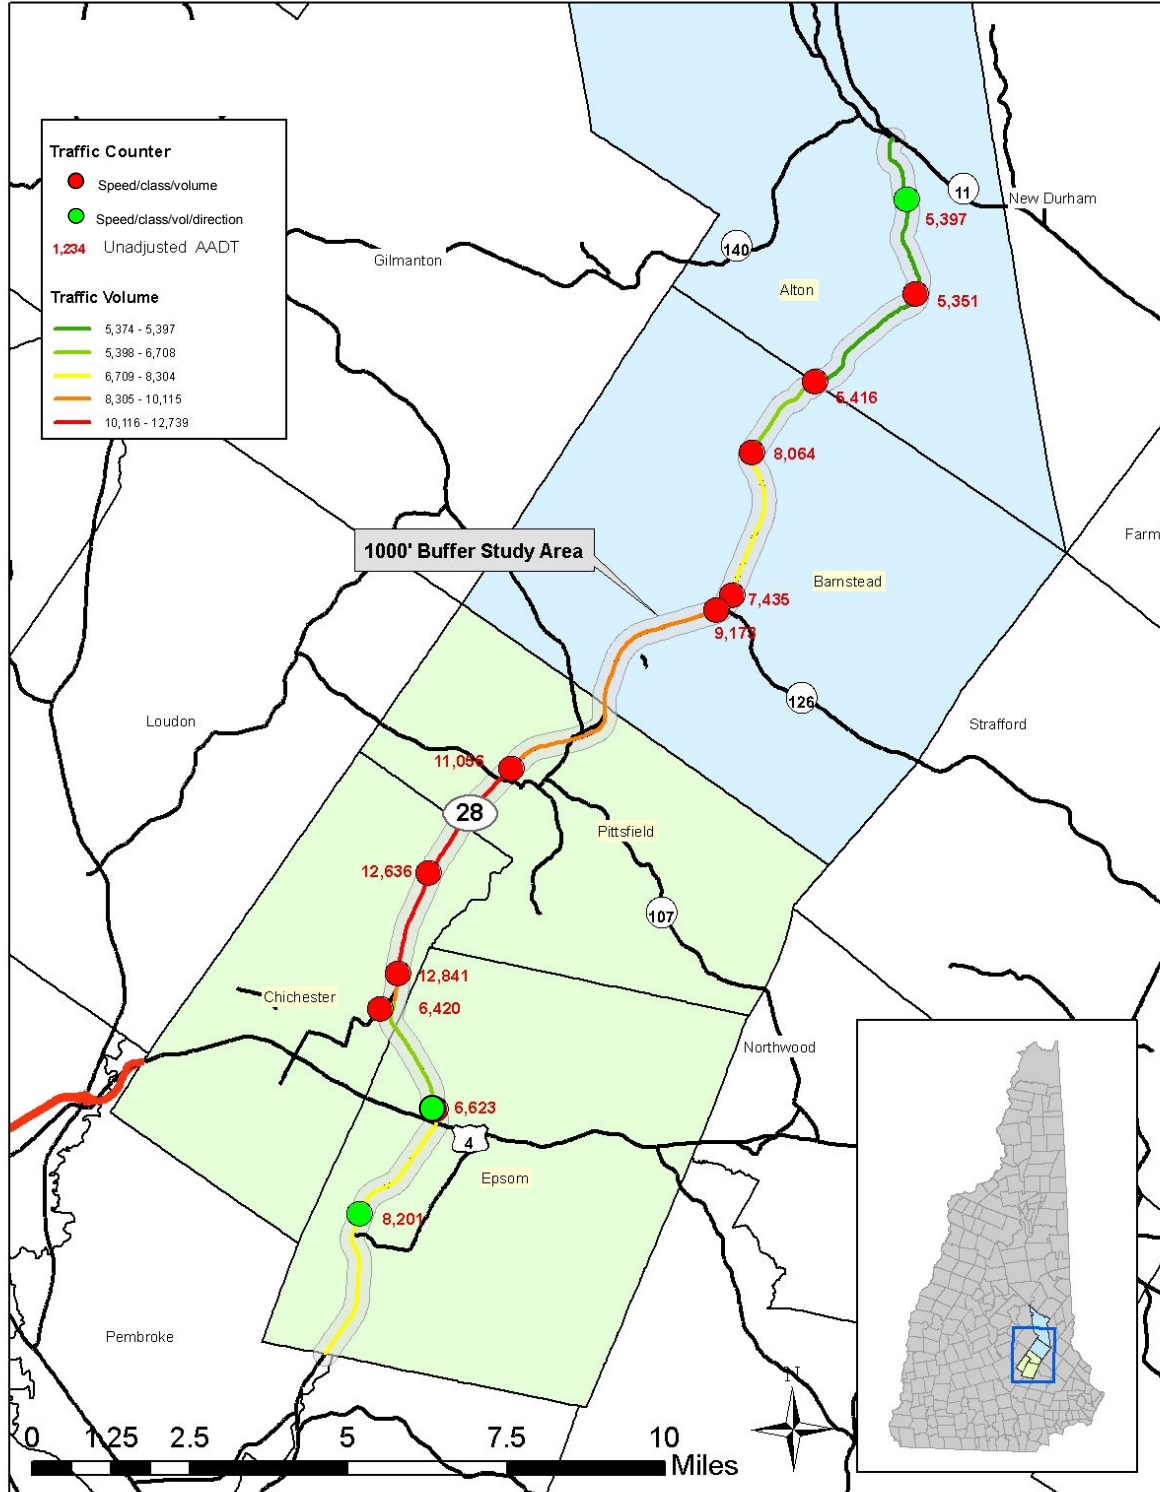 Traffic Counter
Speed/class/volume
Speed/class/vol/direction
1,234 Unadjusted AADT
Traffic Volume
5,374 - 5,397
5,398 - 6,708
6,709 - 8,304
8,305 - 10,115
10,116 - 12,739
11
New Durham
5,397
140
Gilmanton
Alton
5,351
5,416
8,064
Farm
1000' Buffer Study Area
Barnstead
7,435
9,173
126
Loudon
Strafford
11,056
28
Pittsfield
12,636
107
12,841
Chichester
6,420
Northwood
6,623
4
Epsom
8,201
Pembroke
N
0 1.25 2.5 5 7.5 10
Miles